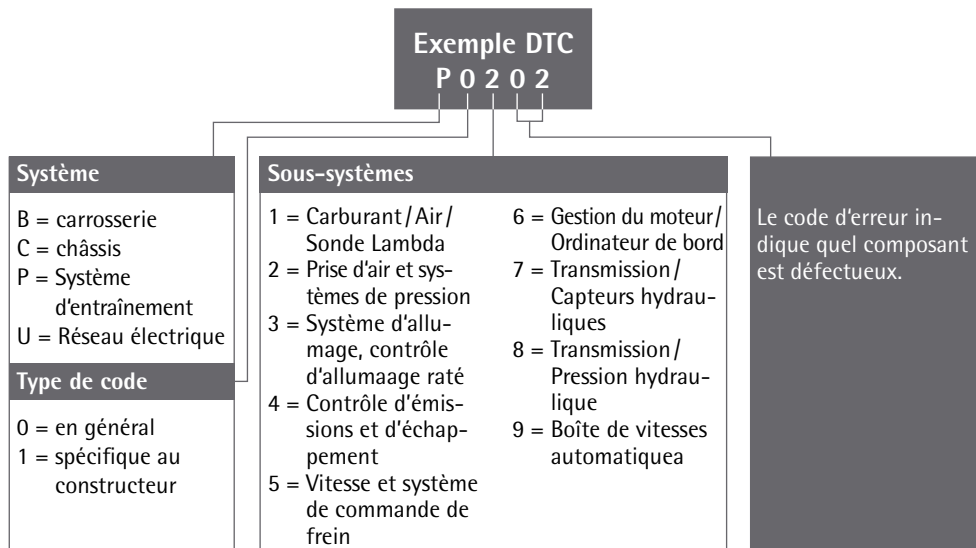 Exemple DTC
P 0 2 0 2
Système
B = carrosserie
C = châssis
P = Système
d'entraînement
U = Réseau électrique
Type de code
0 = en général
1 = spécifique au
constructeur
Sous-systèmes
1 = Carburant / Air /
Sonde Lambda
2 = Prise d'air et sys-
tèmes de pression
3 = Système d'allu-
mage, contrôle
d'allumaage raté
4 = Contrôle d'émis-
sions et d'échap-
pement
5 = Vitesse et système
de commande de
frein
6 = Gestion du moteur /
Ordinateur de bord
7 = Transmission /
Capteurs hydrau-
liques
8 = Transmission /
Pression hydrau-
lique
9 = Boîte de vitesses
automatiquea
Le code d'erreur in-
dique quel composant
est défectueux.